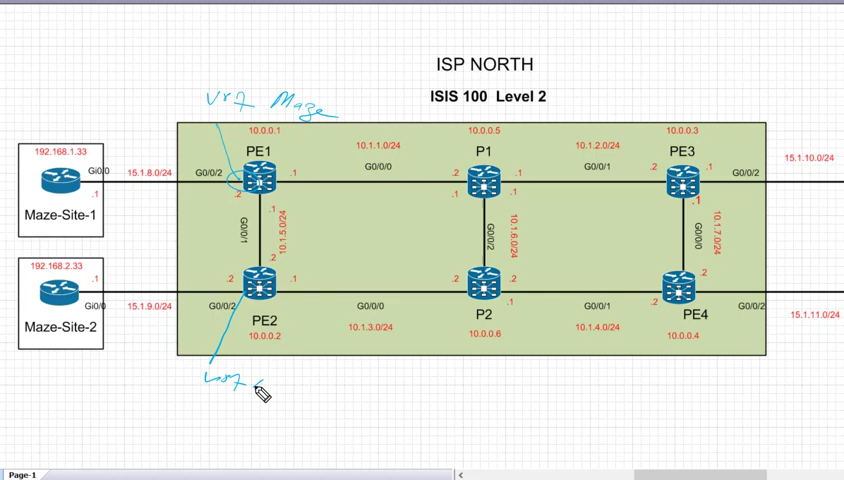 ISP NORTH
ISIS 100 Level 2
Vrf Maze
10.0.0.1
10.0.0.5
10.0.0.3
PE1
10.1.1.0/24
P1
10.1.2.0/24
PE3
192.168.1.33
Gi0/0
15.1.8.0/24
G0/0/2
.1
G0/0/0
.2
.1
G0/0/1
.2
.1
G0/0/2
15.1.10.0/24
.1
.2
.1
.1
.1
Maze-Site-1
.1
G0/0/1
10.1.5.0/24
G0/0/2
10.1.6.0/24
G0/0/0
10.1.7.0/24
192.168.2.33
.2
.1
.2
.1
.2
.2
.2
Gi0/0
15.1.9.0/24
G0/0/2
G0/0/0
.1
G0/0/1
.2
G0/0/2
Maze-Site-2
PE2
10.1.3.0/24
P2
10.1.4.0/24
PE4
15.1.11.0/24
10.0.0.2
10.0.0.6
10.0.0.4
Page-1